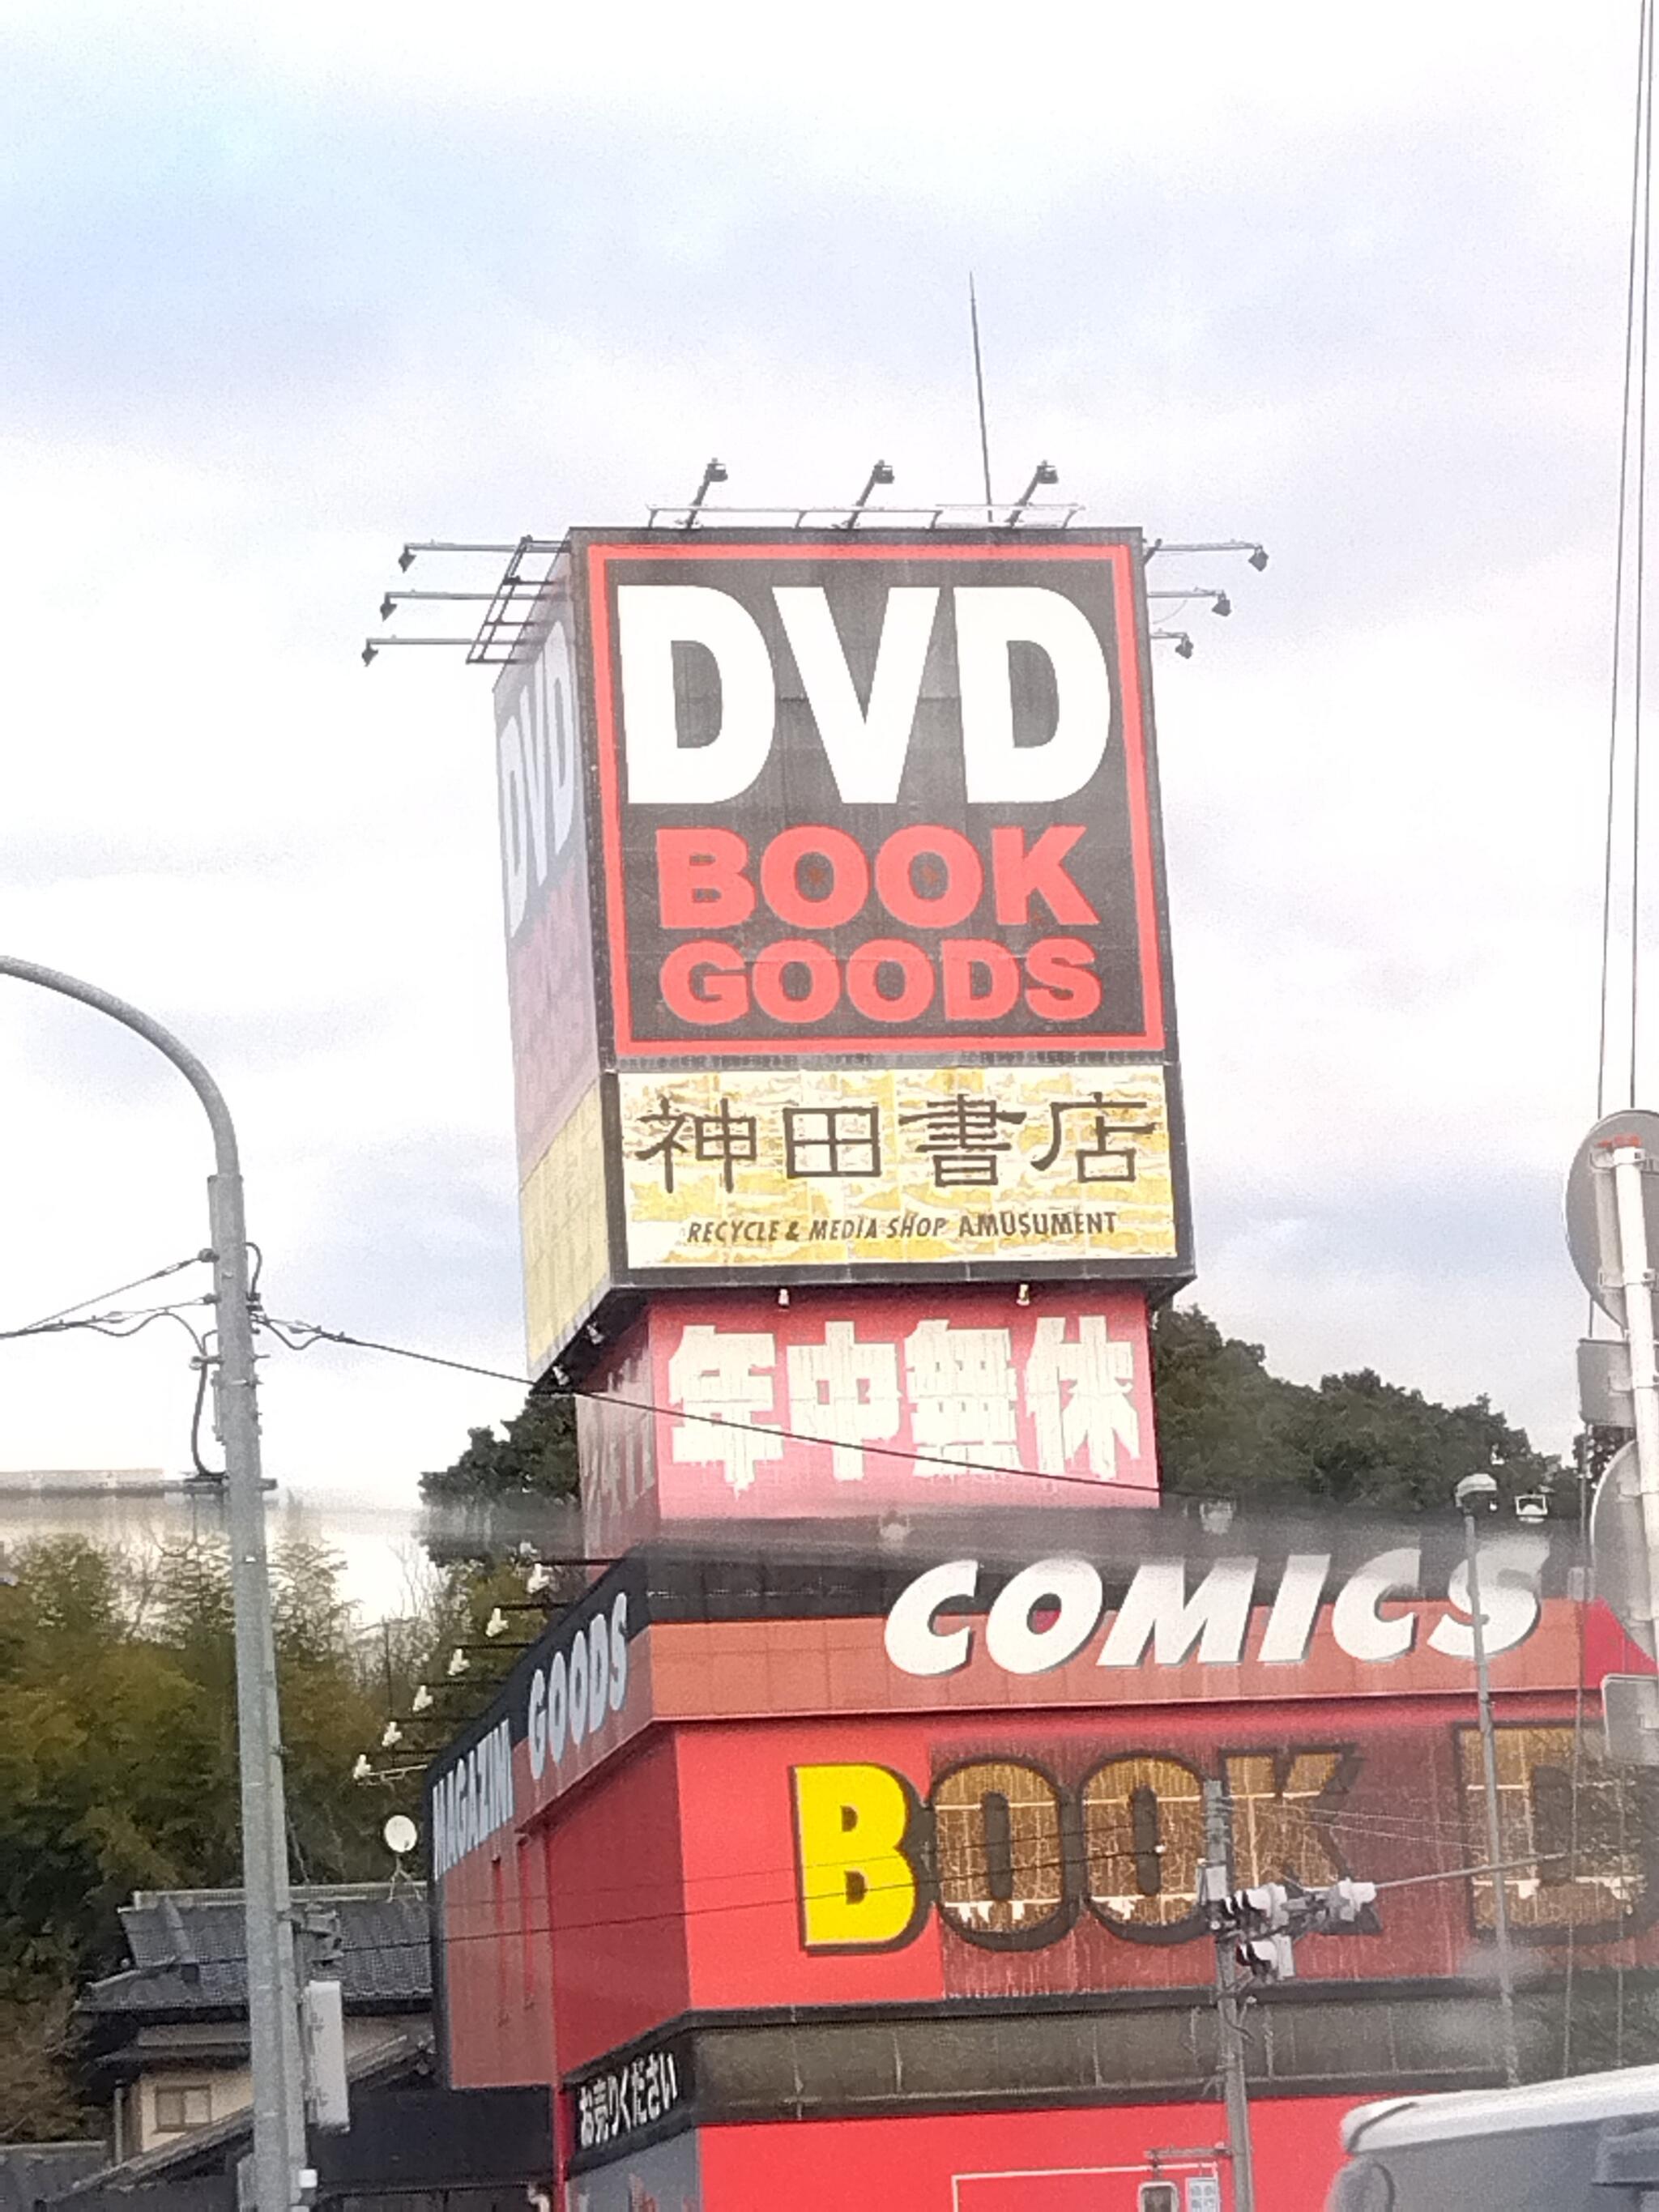 DVD
BOOK
GOODS
神田書店
RECYCLE & MEDIA SHOP AMUSUMENT
年中無休
COMICS
MAGAZINE GOODS
BOOK D
お売りください
DVD